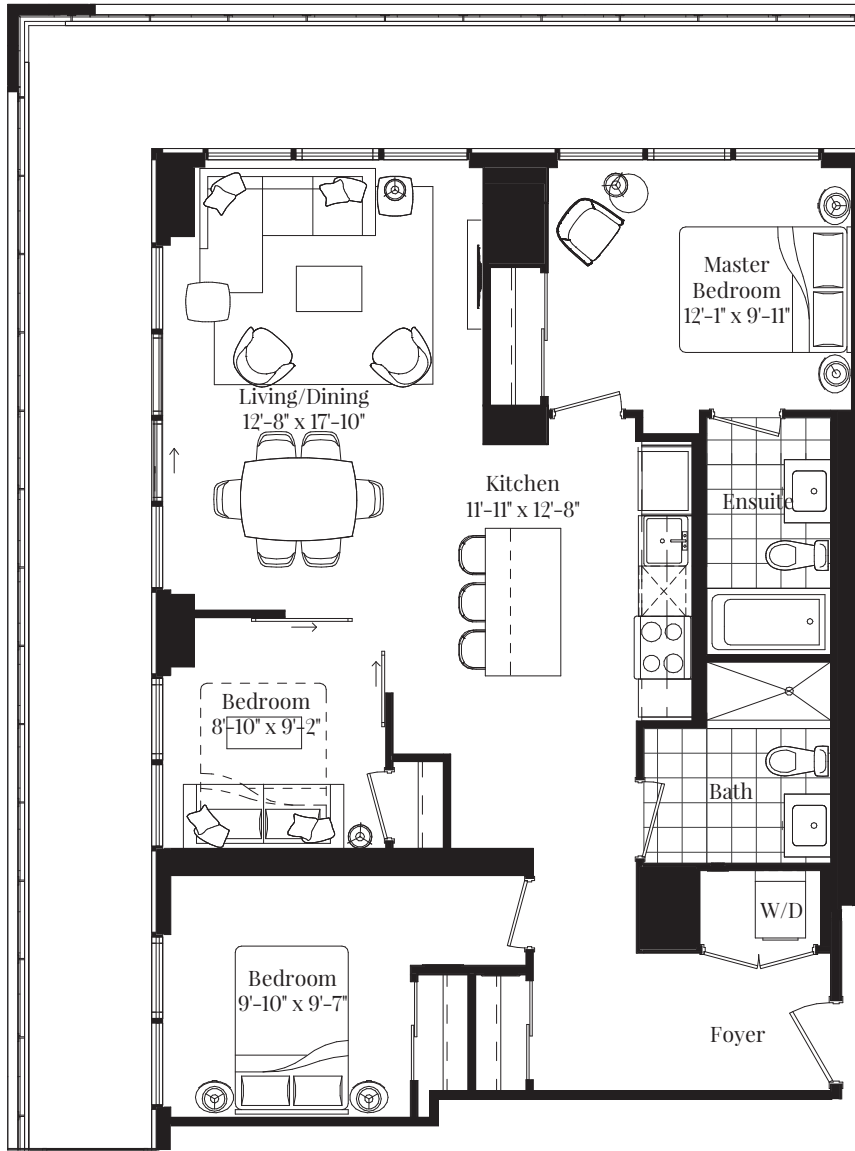 Master
Bedroom
12'-1" x 9'-11"
Living/Dining
12'-8" x 17'-10"
Kitchen
11'-11" x 12'-8"
Ensuite
Bedroom
8'-10" x 9'-2"
Bath
W/D
Bedroom
9'-10" x 9'-7"
Foyer